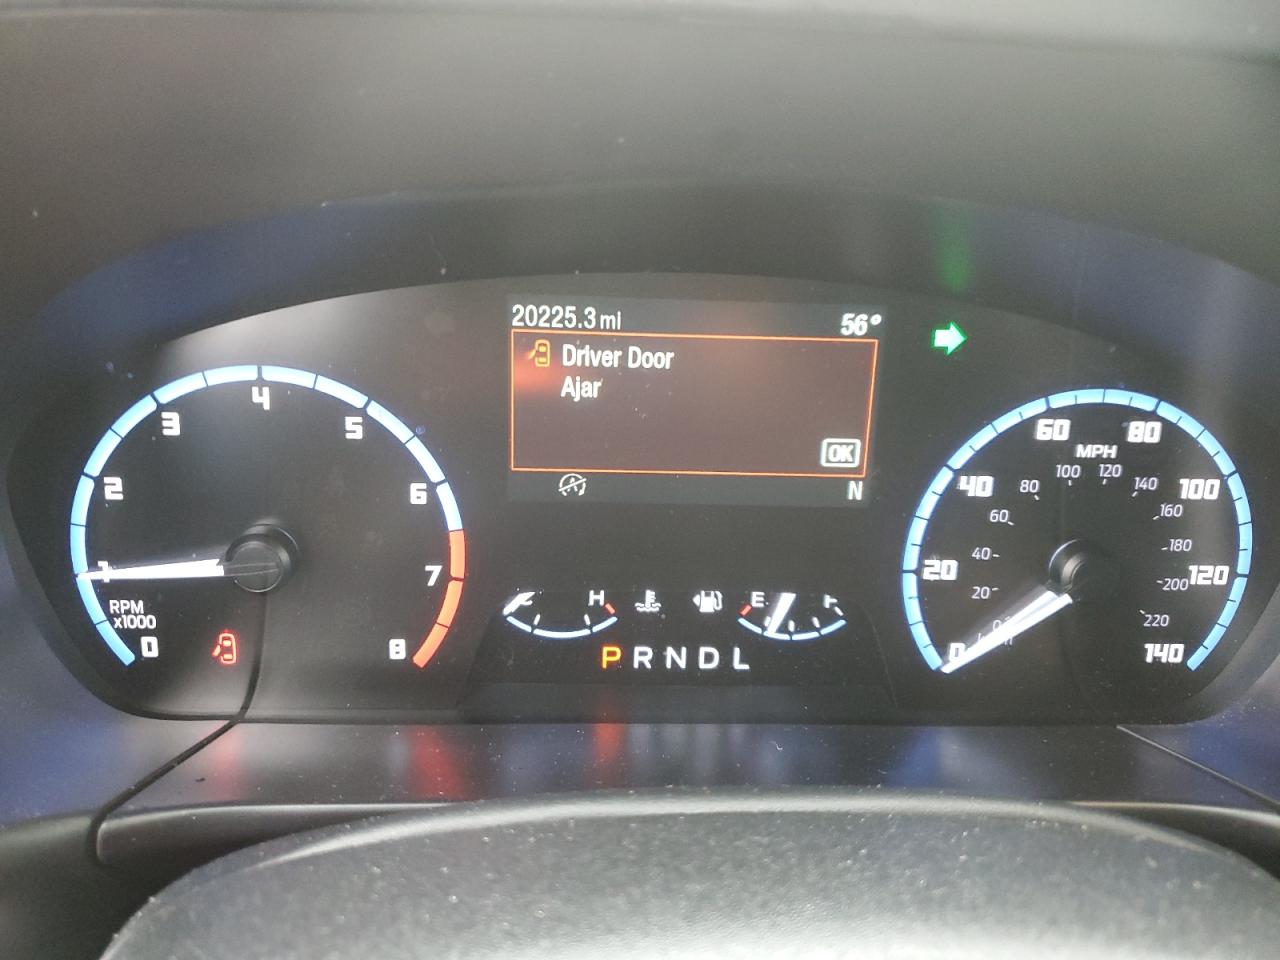 20225.3 mi 56°
Driver Door
Ajar
OK
N
0 1 2 3 4 5 6 7 8
RPM
x1000
H
E
P R N D L
0 20 40 60 80 100 120 140
MPH
20 40 60 80 100 120 140 160 180 200 220